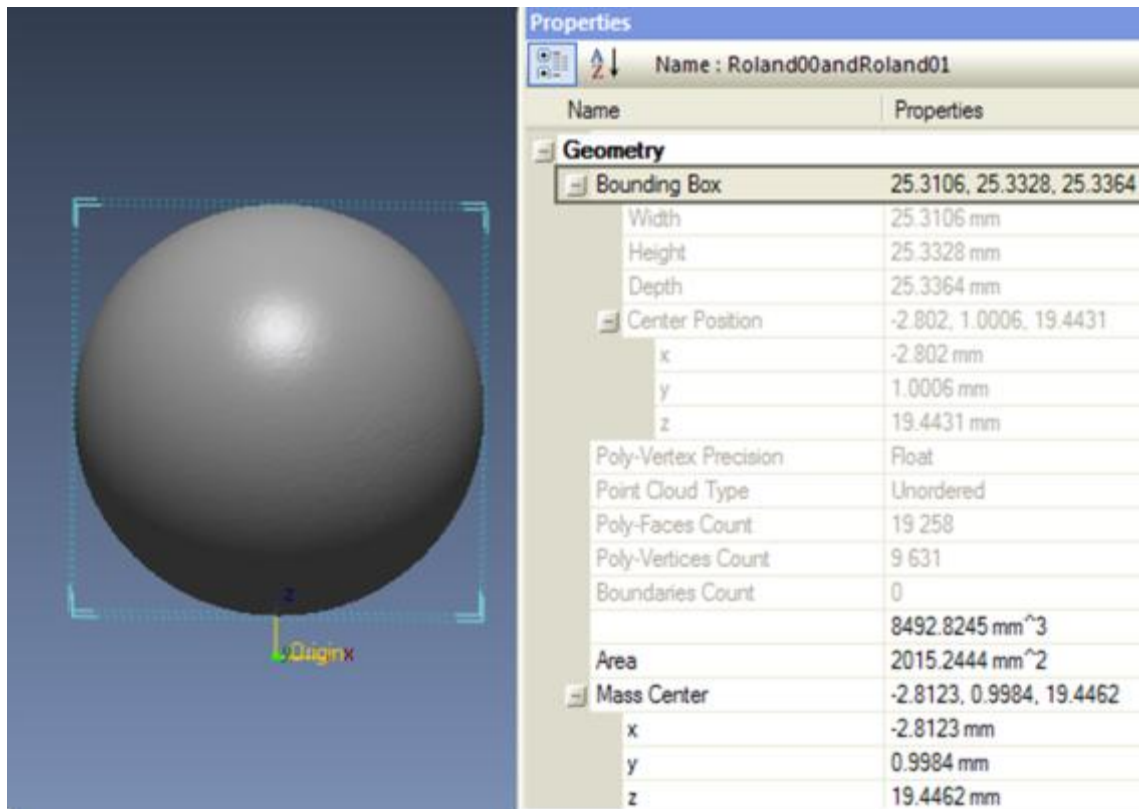 Properties
Name : Roland00andRoland01
Name Properties
Geometry
Bounding Box 25.3106, 25.3328, 25.3364
Width 25.3106 mm
Height 25.3328 mm
Depth 25.3364 mm
Center Position -2.802, 1.0006, 19.4431
x -2.802 mm
y 1.0006 mm
z 19.4431 mm
Poly-Vertex Precision Float
Point Cloud Type Unordered
Poly-Faces Count 19 258
Poly-Vertices Count 9 631
Boundaries Count 0
8492.8245 mm^3
Area 2015.2444 mm^2
Mass Center -2.8123, 0.9984, 19.4462
x -2.8123 mm
y 0.9984 mm
z 19.4462 mm
Z
Origin x